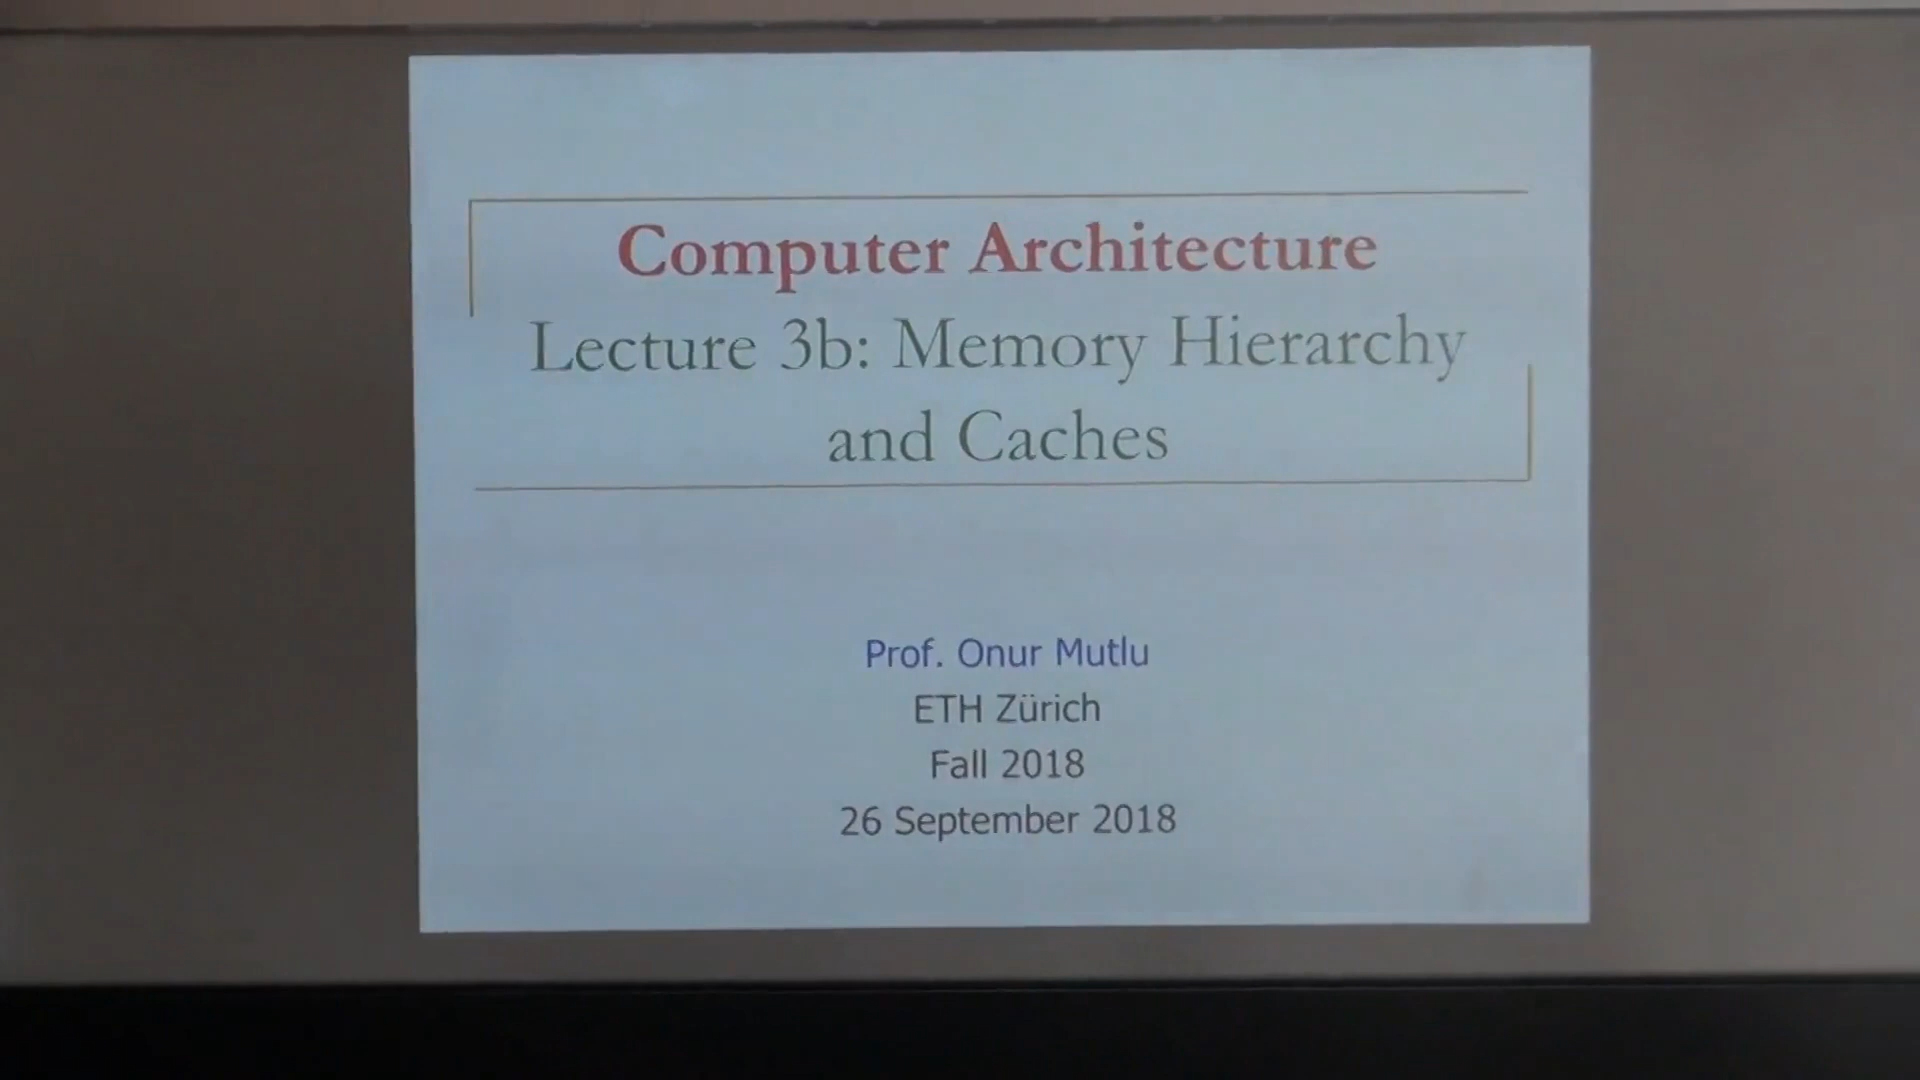 Computer Architecture
Lecture 3b: Memory Hierarchy
and Caches
Prof. Onur Mutlu
ETH Zürich
Fall 2018
26 September 2018